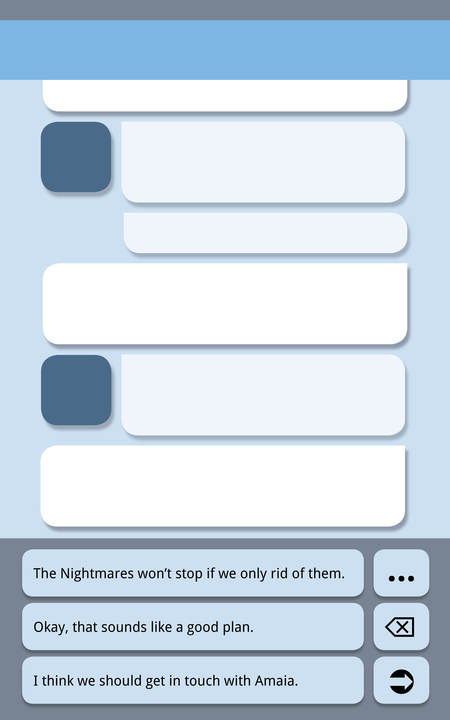 The Nightmares won’t stop if we only rid of them.
Okay, that sounds like a good plan.
I think we should get in touch with Amaia.